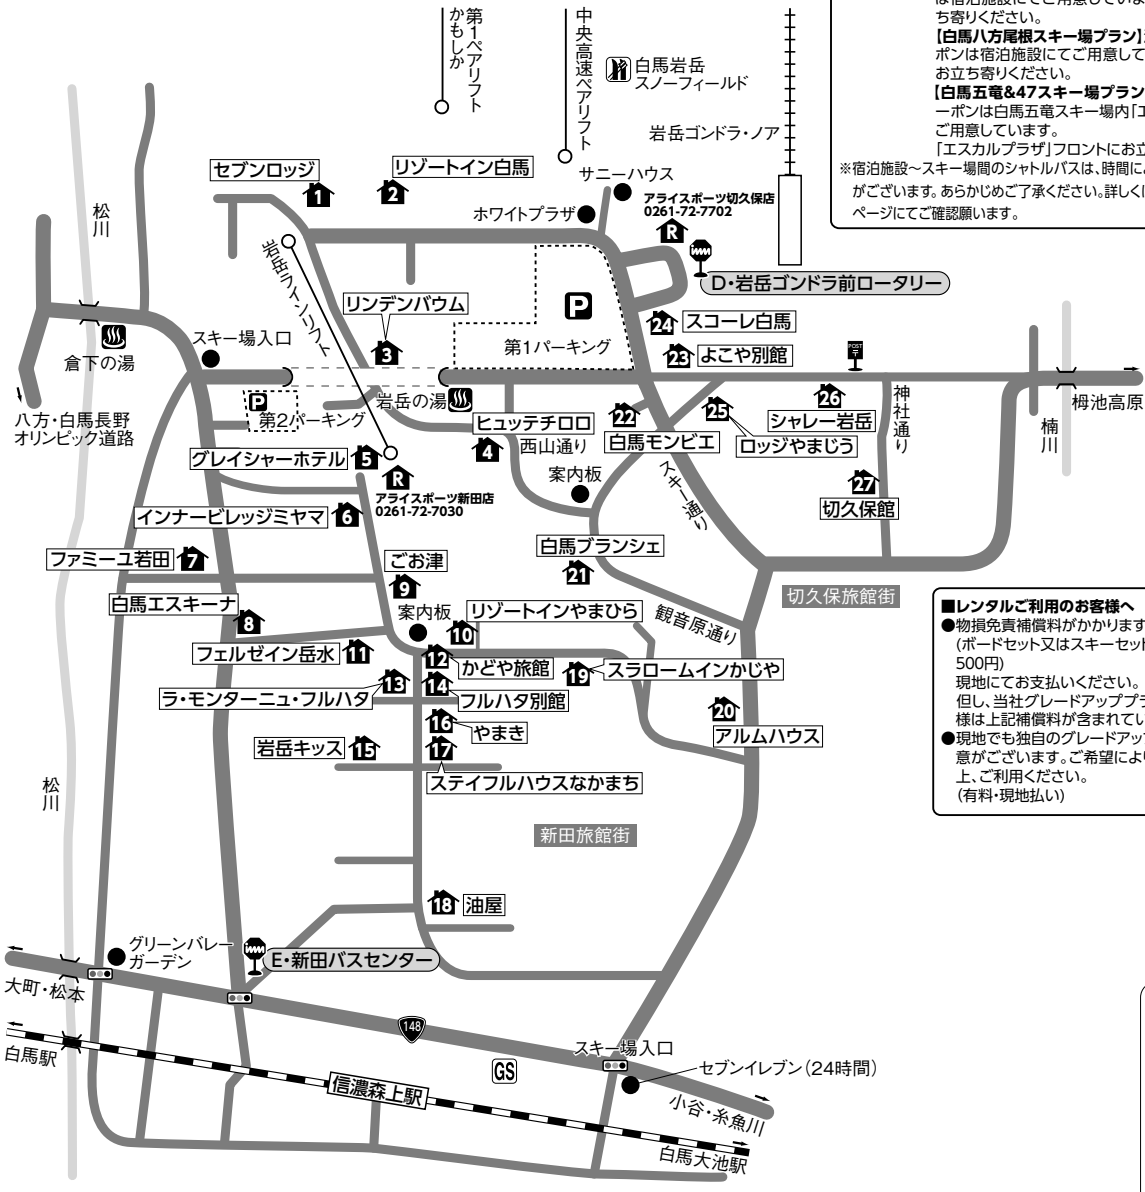 は宿泊施設にてご用意していま
ち寄りください。
【白馬八方尾根スキー場プラン】
ポンは宿泊施設にてご用意して
お立ち寄りください。
【白馬五竜&47スキー場プラン
ーポンは白馬五竜スキー場内「エ
ご用意しています。
「エスカルプラザ」フロントにお立
※宿泊施設～スキー場間のシャトルバスは、時間に
がございます。あらかじめご了承ください。詳しく
ページにてご確認願います。
第1ペアリフト
かもしか
中央高速ペアリフト
白馬岩岳
スノーフィールド
岩岳ゴンドラ・ノア
セブンロッジ
1
リゾートイン白馬
2
サニーハウス
ホワイトプラザ
アライスポーツ切久保店
0261-72-7702
R
D・岩岳ゴンドラ前ロータリー
松川
岩岳ラインリフト
リンデンバウム
3
P
第1パーキング
24
スコーレ白馬
23
よこや別館
POST
〒
倉下の湯
スキー場入口
八方・白馬長野
オリンピック道路
P
第2パーキング
岩岳の湯
ヒュッテチロロ
4
西山通り
22
白馬モンビエ
25
ロッジやまじう
26
シャレー岩岳
神社通り
楠川
栂池高原
グレイシャーホテル
5
R
アライスポーツ新田店
0261-72-7030
案内板
スキー通り
27
切久保館
インナービレッジミヤマ
6
ファミーユ若田
7
ごお津
9
白馬ブランシェ
21
切久保旅館街
白馬エスキーナ
8
案内板
10
リゾートインやまひら
観音原通り
フェルゼイン岳水
11
12
かどや旅館
19
スラロームインかじや
ラ・モンターニュ・フルハタ
13
14
フルハタ別館
20
アルムハウス
16
やまき
岩岳キッス
15
17
ステイフルハウスなかまち
松川
新田旅館街
■レンタルご利用のお客様へ
●物損免責補償料がかかります
(ボードセット又はスキーセット
500円)
現地にてお支払いください。
但し、当社グレードアッププラ
様は上記補償料が含まれてい
●現地でも独自のグレードアッ
意がございます。ご希望により
上、ご利用ください。
(有料・現地払い)
18
油屋
グリーンバレー
ガーデン
E・新田バスセンター
大町・松本
148
白馬駅
GS
スキー場入口
セブンイレブン（24時間）
信濃森上駅
小谷・糸魚川
白馬大池駅